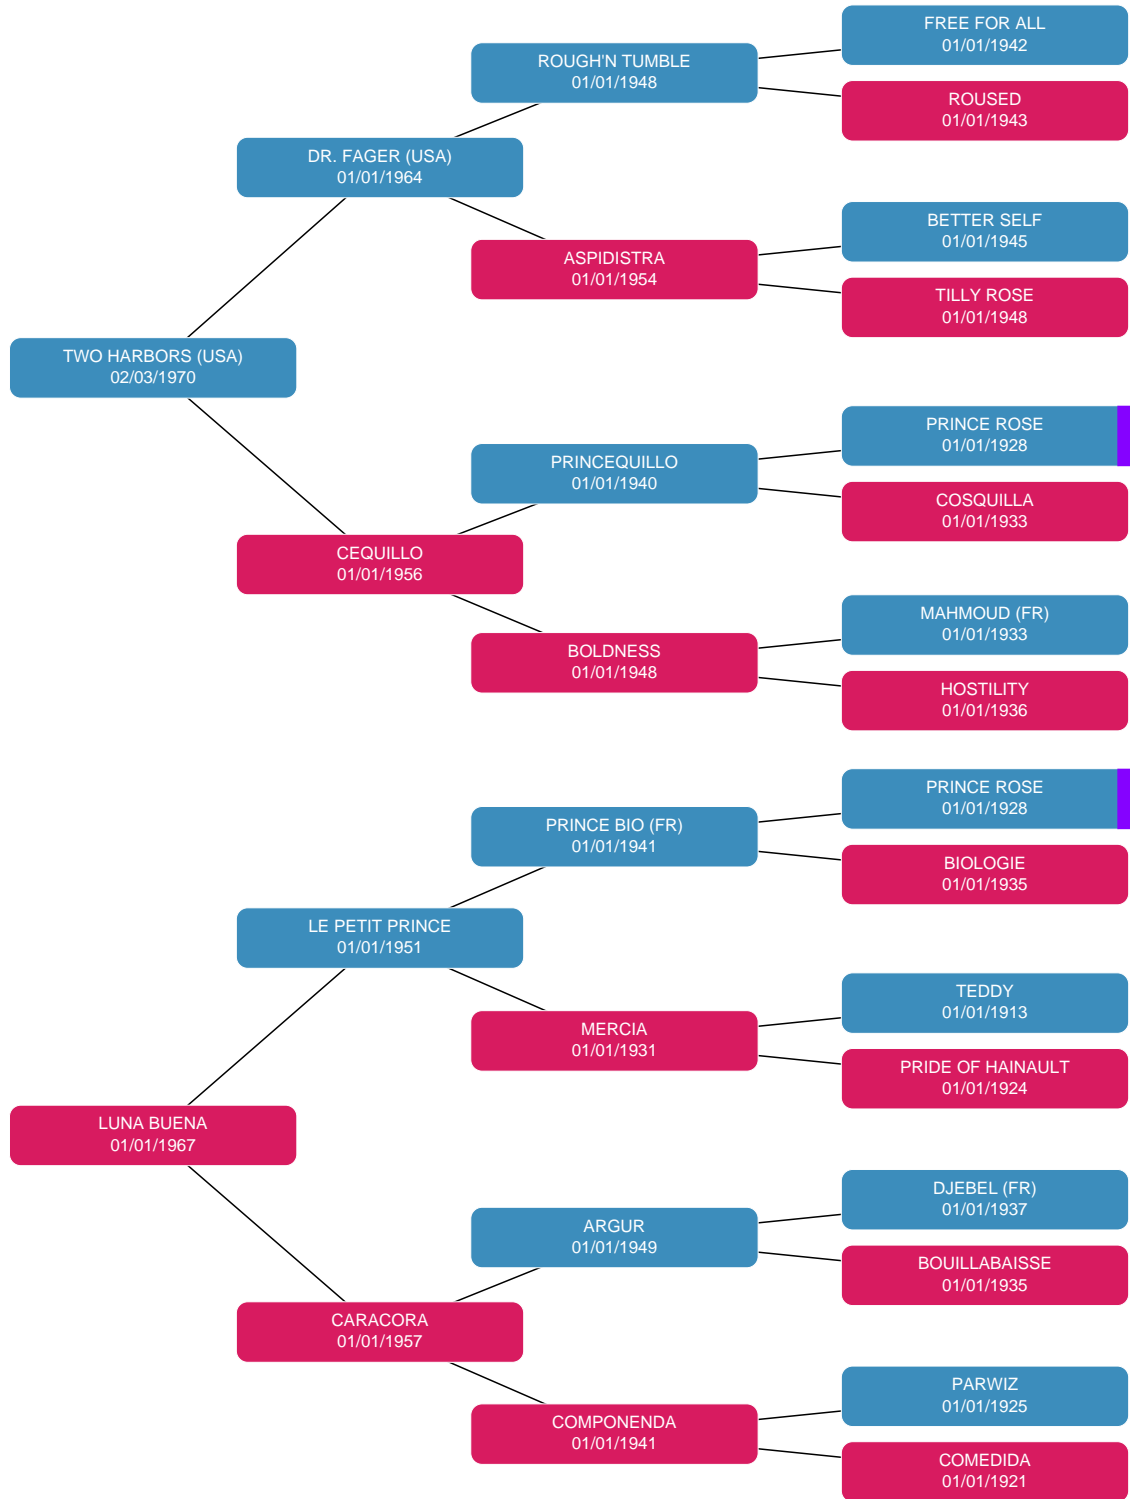 FREE FOR ALL
01/01/1942
ROUGH'N TUMBLE
01/01/1948
ROUSED
01/01/1943
DR. FAGER (USA)
01/01/1964
BETTER SELF
01/01/1945
ASPIDISTRA
01/01/1954
TILLY ROSE
01/01/1948
TWO HARBORS (USA)
02/03/1970
PRINCE ROSE
01/01/1928
PRINCEQUILLO
01/01/1940
COSQUILLA
01/01/1933
CEQUILLO
01/01/1956
MAHMOUD (FR)
01/01/1933
BOLDNESS
01/01/1948
HOSTILITY
01/01/1936
PRINCE ROSE
01/01/1928
PRINCE BIO (FR)
01/01/1941
BIOLOGIE
01/01/1935
LE PETIT PRINCE
01/01/1951
TEDDY
01/01/1913
MERCIA
01/01/1931
PRIDE OF HAINAULT
01/01/1924
LUNA BUENA
01/01/1967
DJEBEL (FR)
01/01/1937
ARGUR
01/01/1949
BOUILLABAISSE
01/01/1935
CARACORA
01/01/1957
PARWIZ
01/01/1925
COMPONENDA
01/01/1941
COMEDIDA
01/01/1921